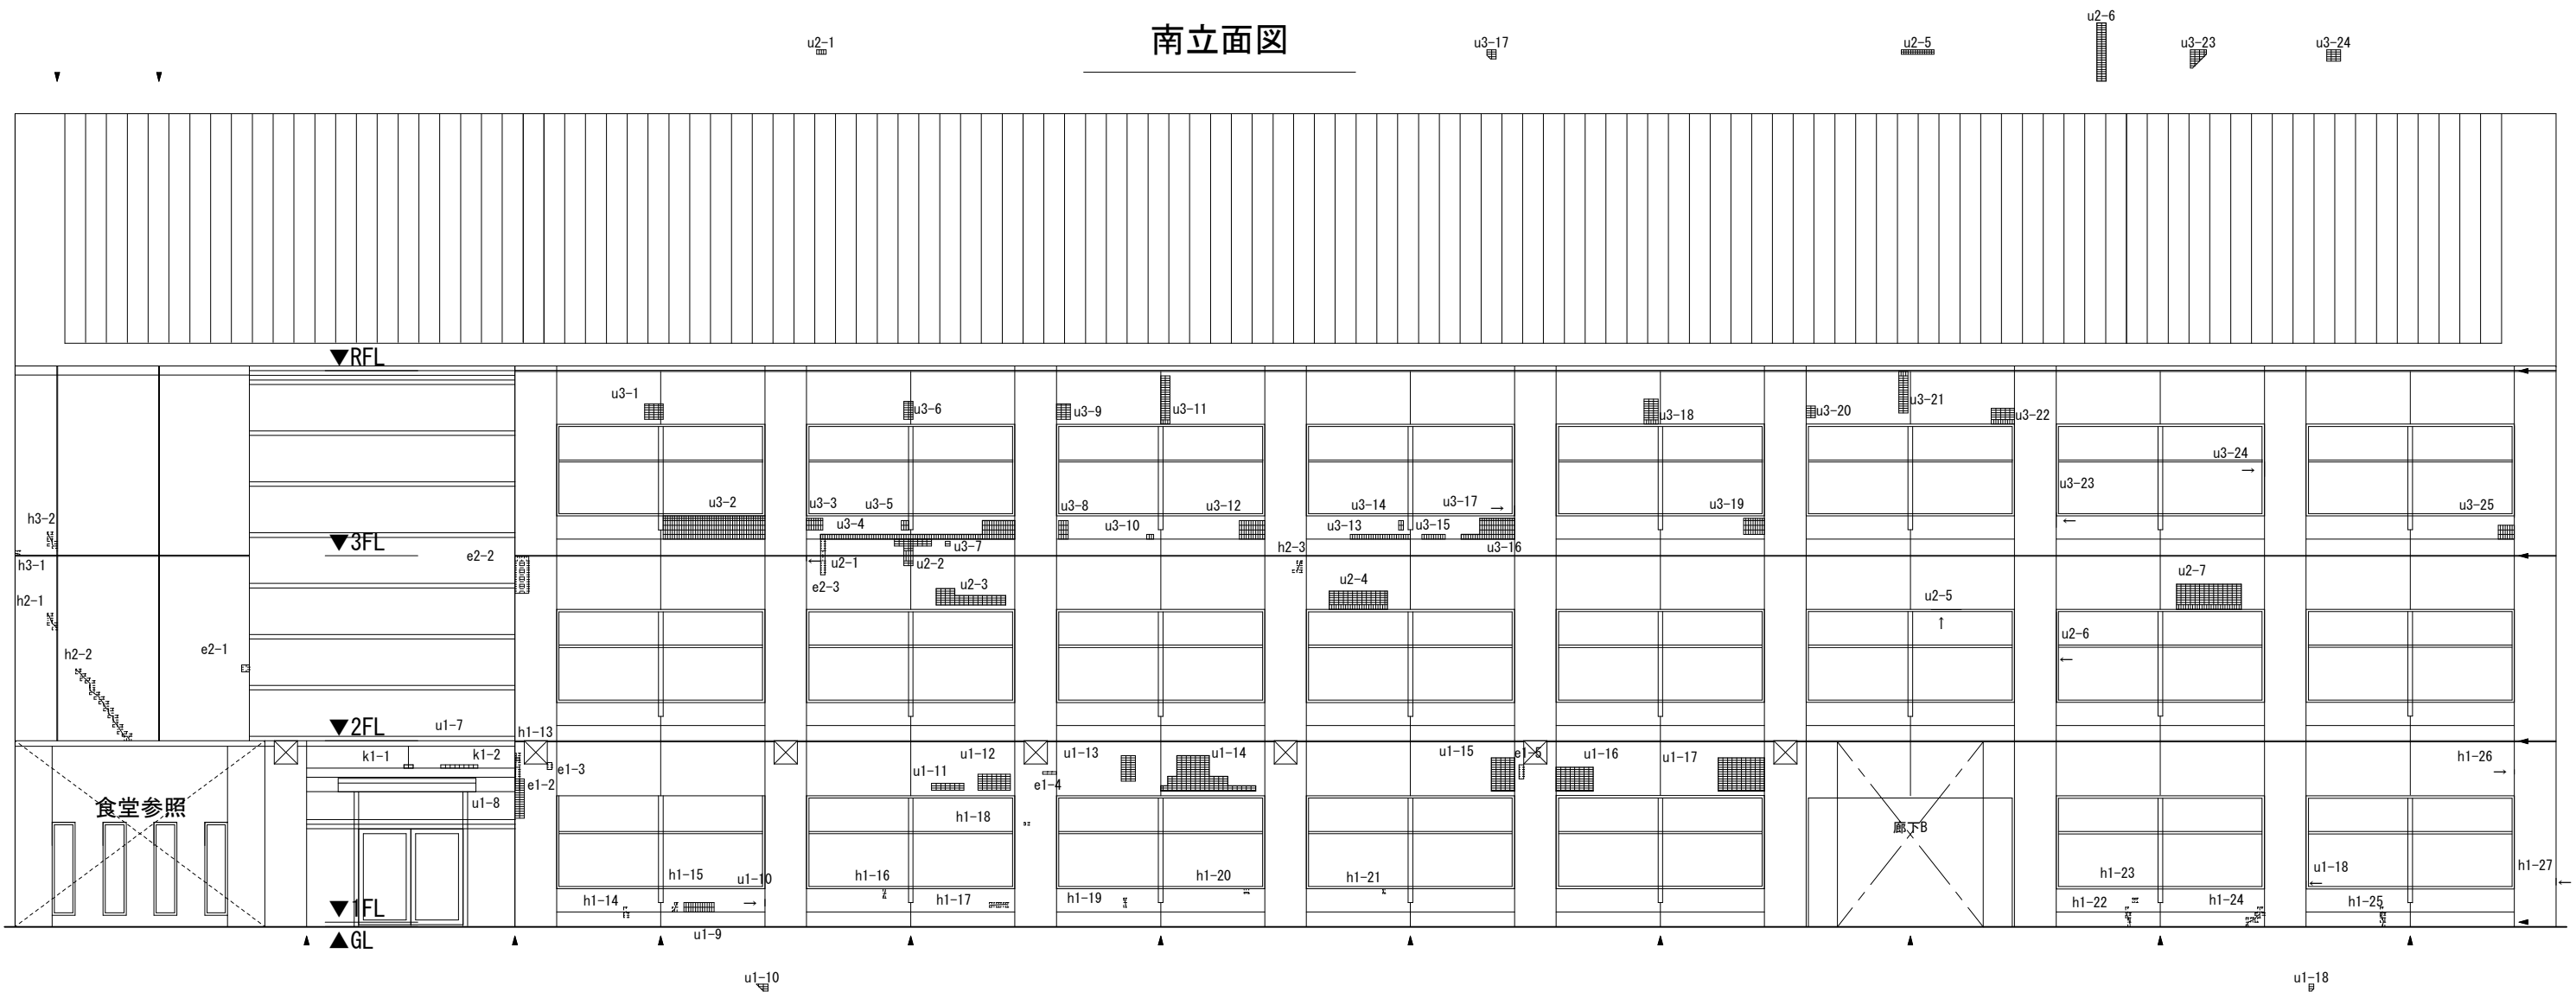 南立面図
u2-1
u3-17
u2-5
u2-6
u3-23
u3-24
▼RFL
u3-1
u3-6
u3-9
u3-11
u3-18
u3-20
u3-21
u3-22
u3-24
u3-23
h3-2
u3-2
u3-3
u3-5
u3-4
u3-8
u3-10
u3-12
u3-14
u3-13
u3-15
u3-17
u3-16
u3-19
u3-25
▼3FL
h3-1
e2-2
u3-7
u2-1
u2-2
h2-3
e2-3
u2-3
u2-4
u2-5
u2-7
h2-1
h2-2
e2-1
u2-6
▼2FL
u1-7
h1-13
k1-1
k1-2
e1-2
e1-3
u1-8
u1-11
u1-12
e1-4
u1-13
u1-14
u1-15
e1-5
u1-16
u1-17
h1-26
食堂参照
h1-18
廊下B
h1-14
h1-15
u1-10
h1-16
h1-17
h1-19
h1-20
h1-21
h1-23
h1-22
h1-24
u1-18
h1-25
h1-27
▼1FL
▲GL
u1-9
u1-10
u1-18